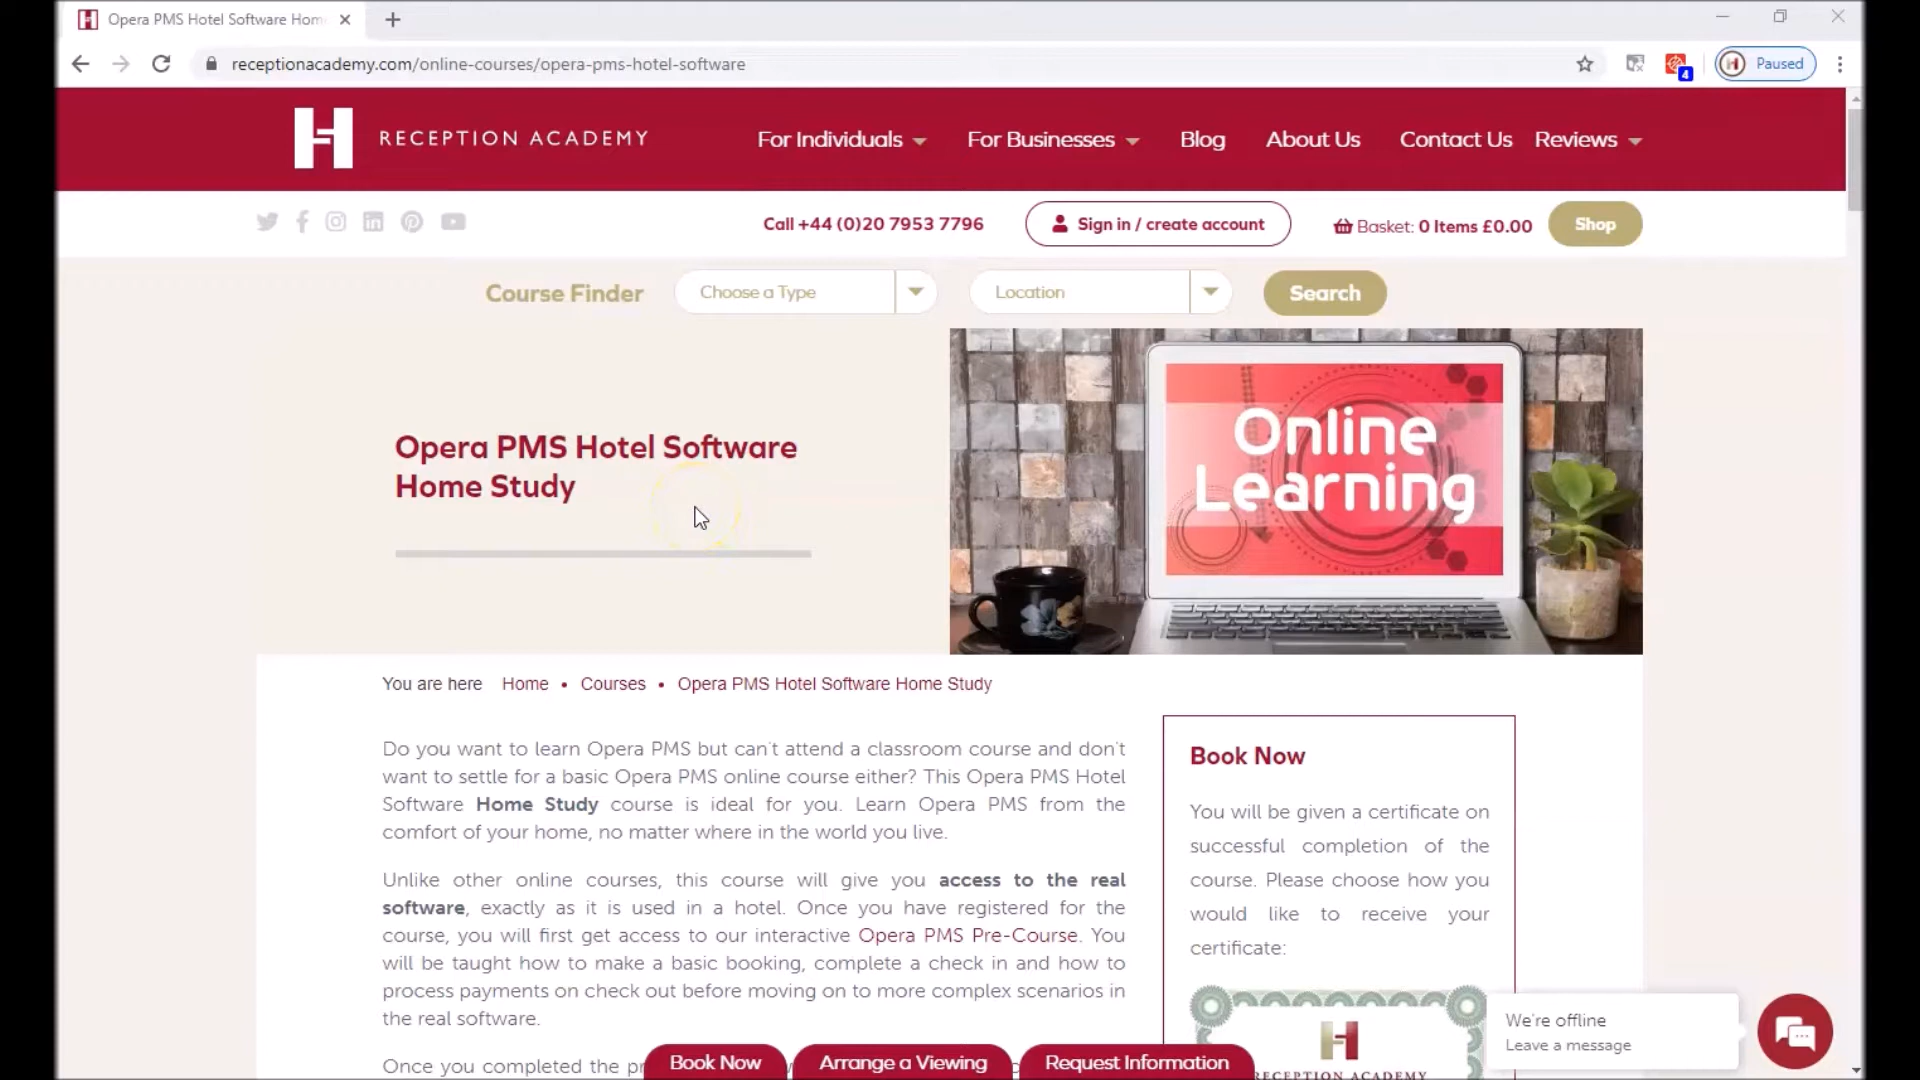 Opera PMS Hotel Software Hom
receptionacademy.com/online-courses/opera-pms-hotel-software
4
Paused
RECEPTION ACADEMY
For Individuals
For Businesses
Blog
About Us
Contact Us
Reviews
Call +44 (0)20 7953 7796
Sign in / create account
Basket: 0 Items £0.00
Shop
Course Finder
Choose a Type
Location
Search
Opera PMS Hotel Software
Home Study
Online
Learning
You are here Home • Courses • Opera PMS Hotel Software Home Study
Do you want to learn Opera PMS but can't attend a classroom course and don't
want to settle for a basic Opera PMS online course either? This Opera PMS Hotel
Software Home Study course is ideal for you. Learn Opera PMS from the
comfort of your home, no matter where in the world you live.
Unlike other online courses, this course will give you access to the real
software, exactly as it is used in a hotel. Once you have registered for the
course, you will first get access to our interactive Opera PMS Pre-Course. You
will be taught how to make a basic booking, complete a check in and how to
process payments on check out before moving on to more complex scenarios in
the real software.
Once you completed the pr
Book Now
You will be given a certificate on
successful completion of the
course. Please choose how you
would like to receive your
certificate:
RECEPTION ACADEMY
Book Now
Arrange a Viewing
Request Information
We're offline
Leave a message